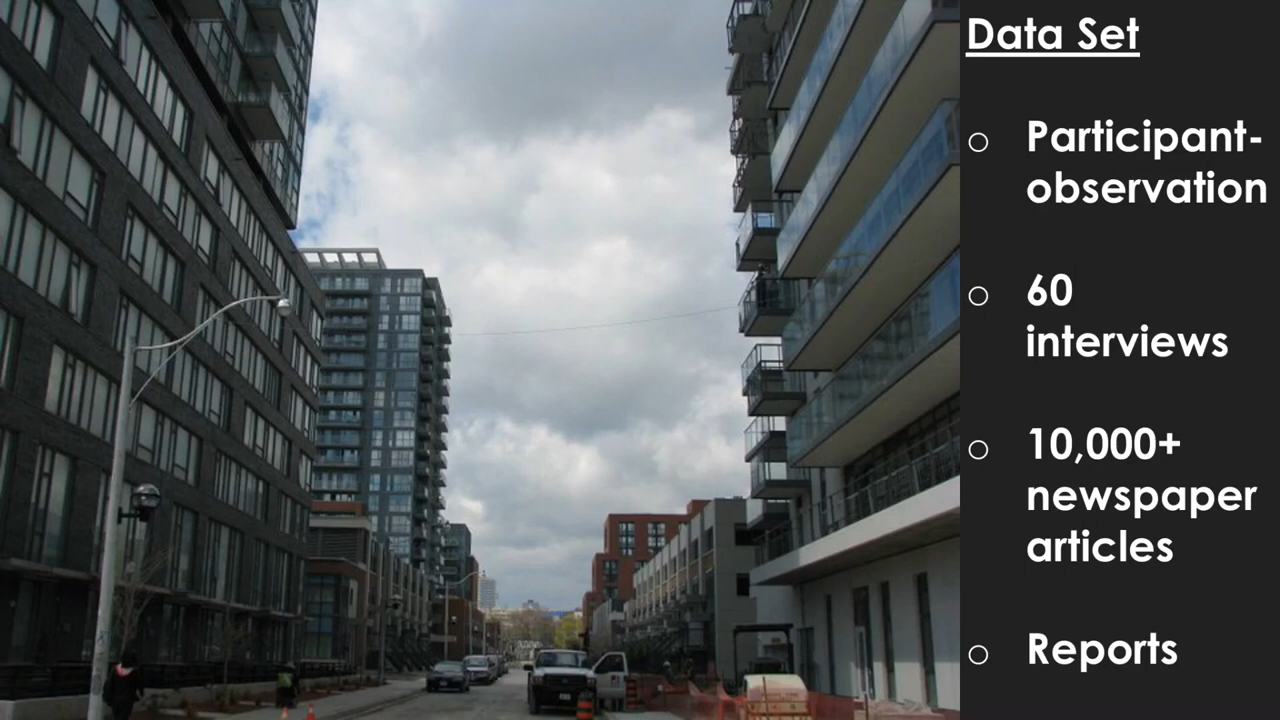 Data Set
○ Participant-
observation
○ 60
interviews
○ 10,000+
newspaper
articles
○ Reports